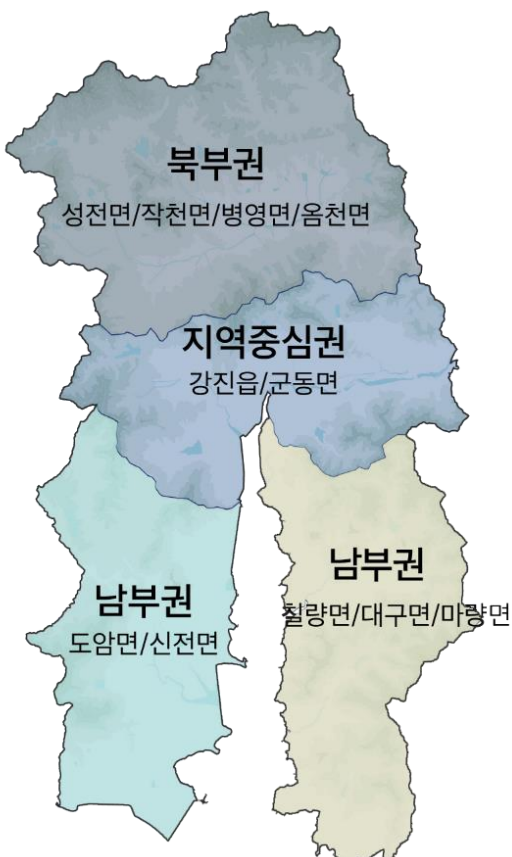 북부권
성전면/작천면/병영면/옴천면
지역중심권
강진읍/군동면
남부권
도암면/신전면
남부권
칠량면/대구면/마량면